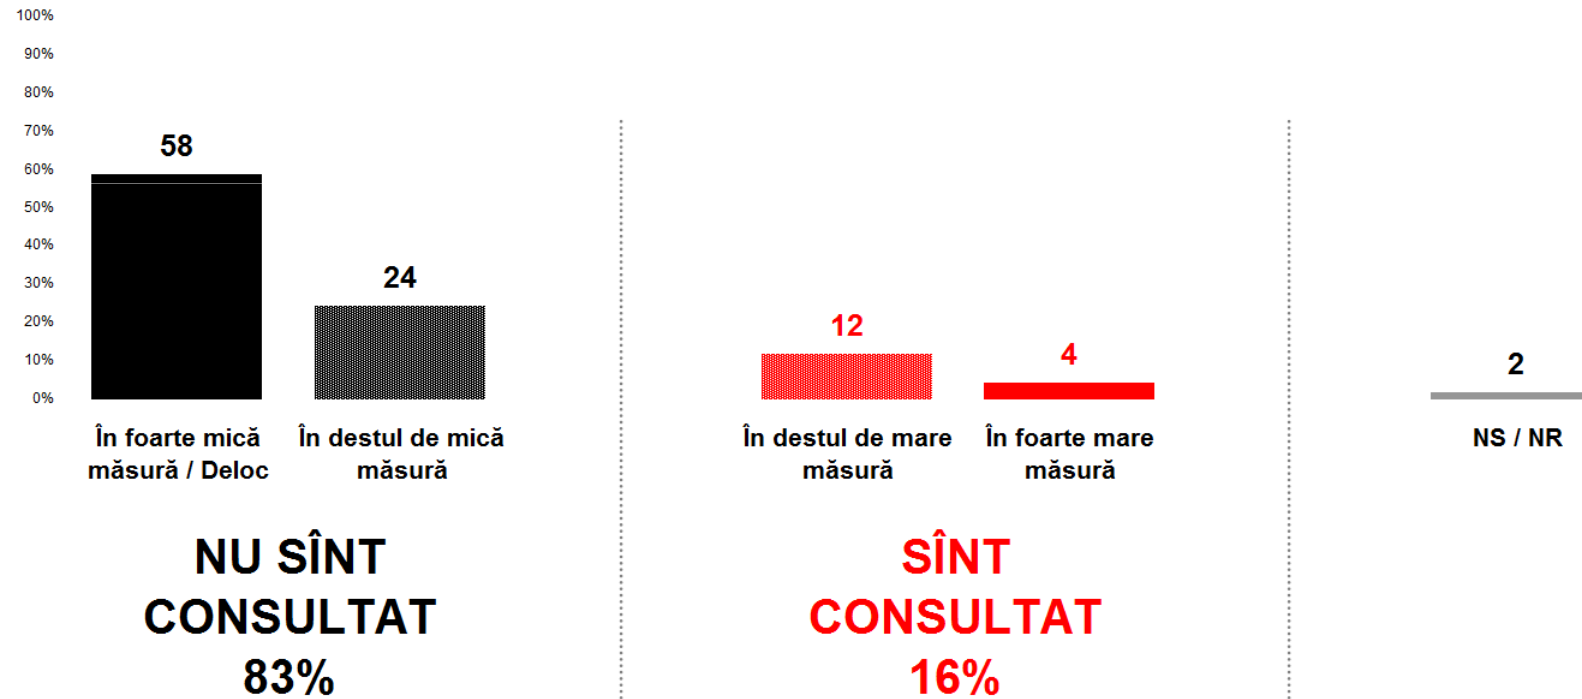 100%
90%
80%
70%
60%
50%
40%
30%
20%
10%
0%
58
24
12
4
2
În foarte mică
măsură / Deloc
În destul de mică
măsură
În destul de mare
măsură
În foarte mare
măsură
NS / NR
NU SÎNT
CONSULTAT
83%
SÎNT
CONSULTAT
16%